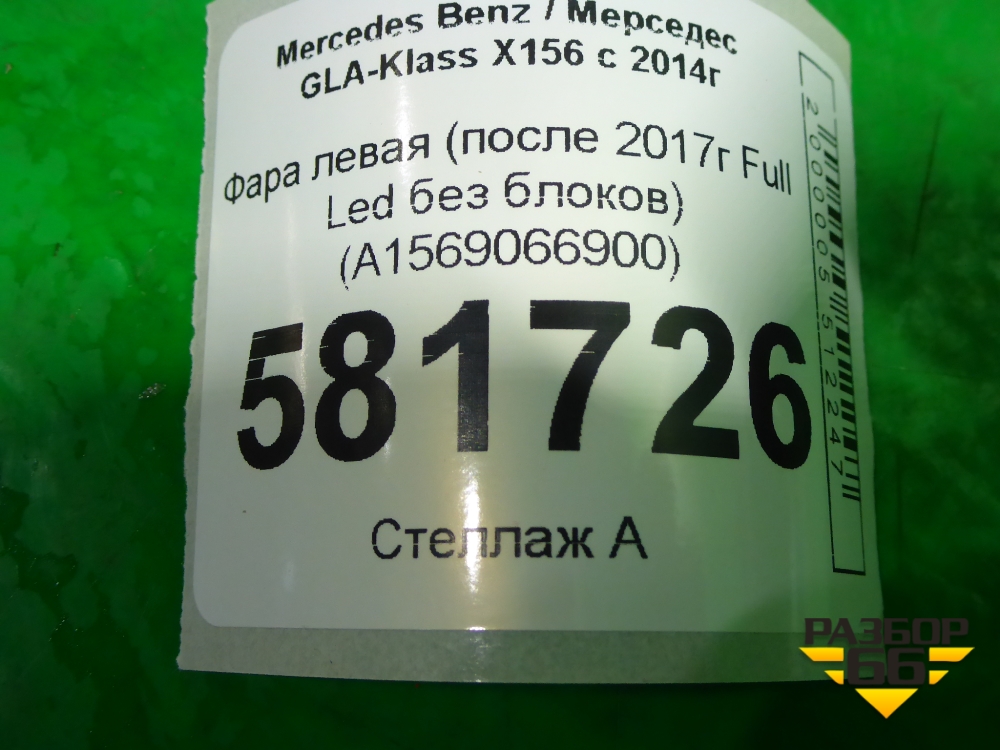 Mercedes Benz / Мерседес
GLA-Klass X156 с 2014г
Фара левая (после 2017г Full
Led без блоков)
(A1569066900)
581726
Стеллаж А
2000005512247
РАЗБОР
66